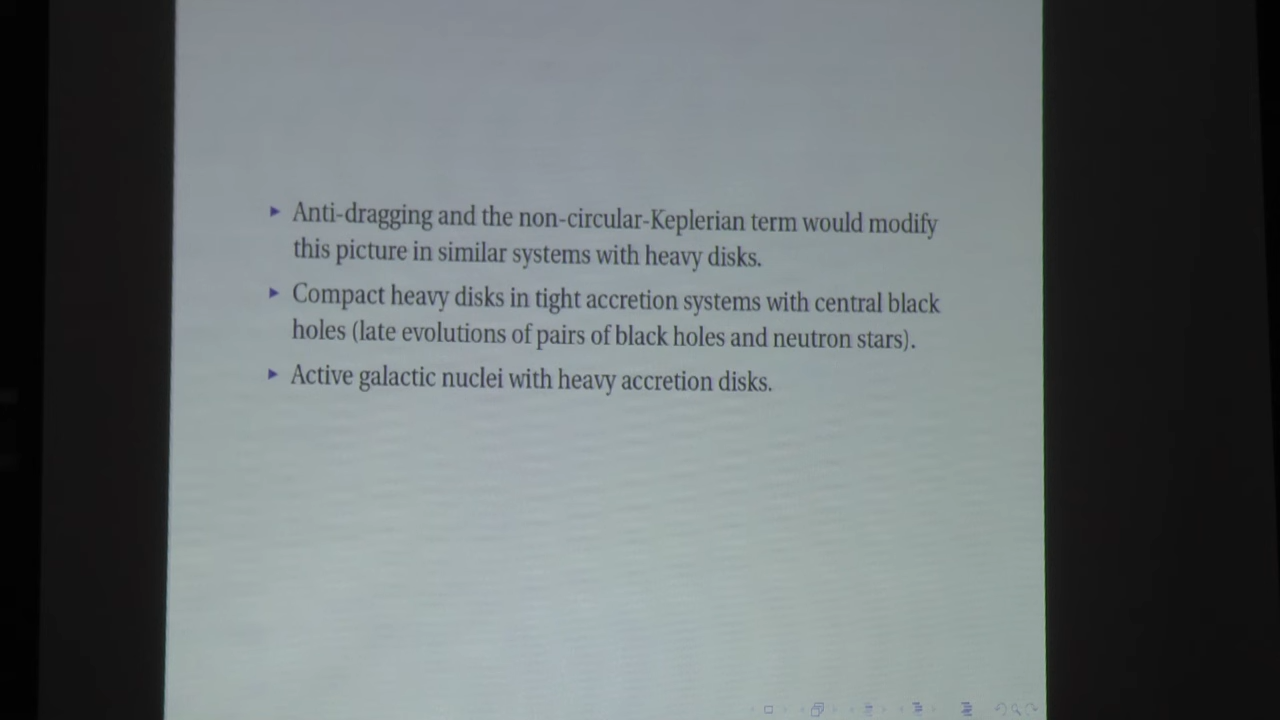 Anti-dragging and the non-circular-Keplerian term would modify
this picture in similar systems with heavy disks.
Compact heavy disks in tight accretion systems with central black
holes (late evolutions of pairs of black holes and neutron stars).
Active galactic nuclei with heavy accretion disks.